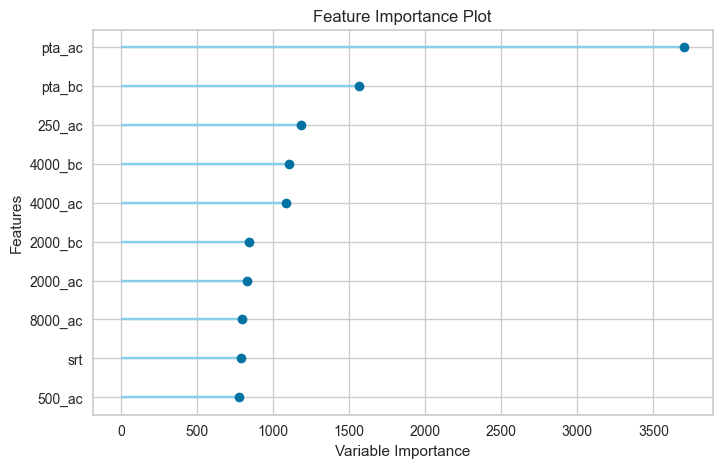 Feature Importance Plot
pta_ac
pta_bc
250_ac
4000_bc
4000_ac
2000_bc
2000_ac
8000_ac
srt
500_ac
Features
0 500 1000 1500 2000 2500 3000 3500
Variable Importance